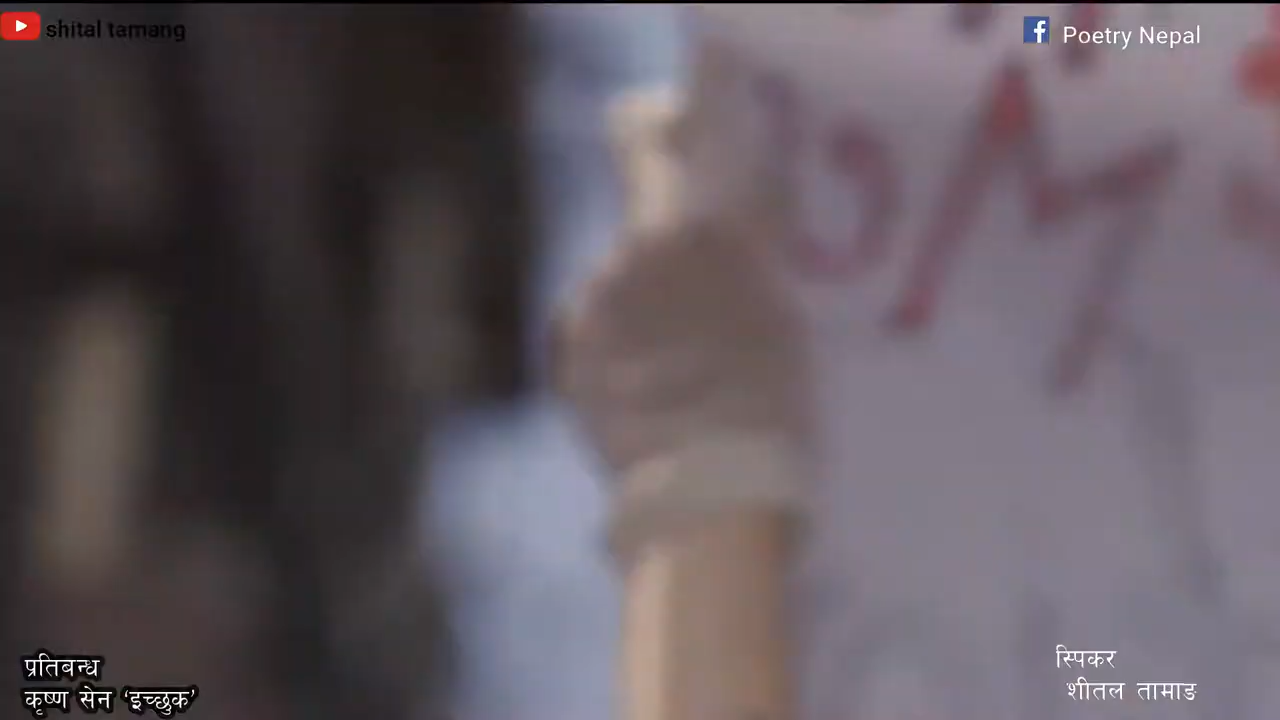 shital tamang
Poetry Nepal
प्रतिबन्ध
कृष्ण सेन ‘इच्छुक’
स्पिकर
शीतल तामाङ